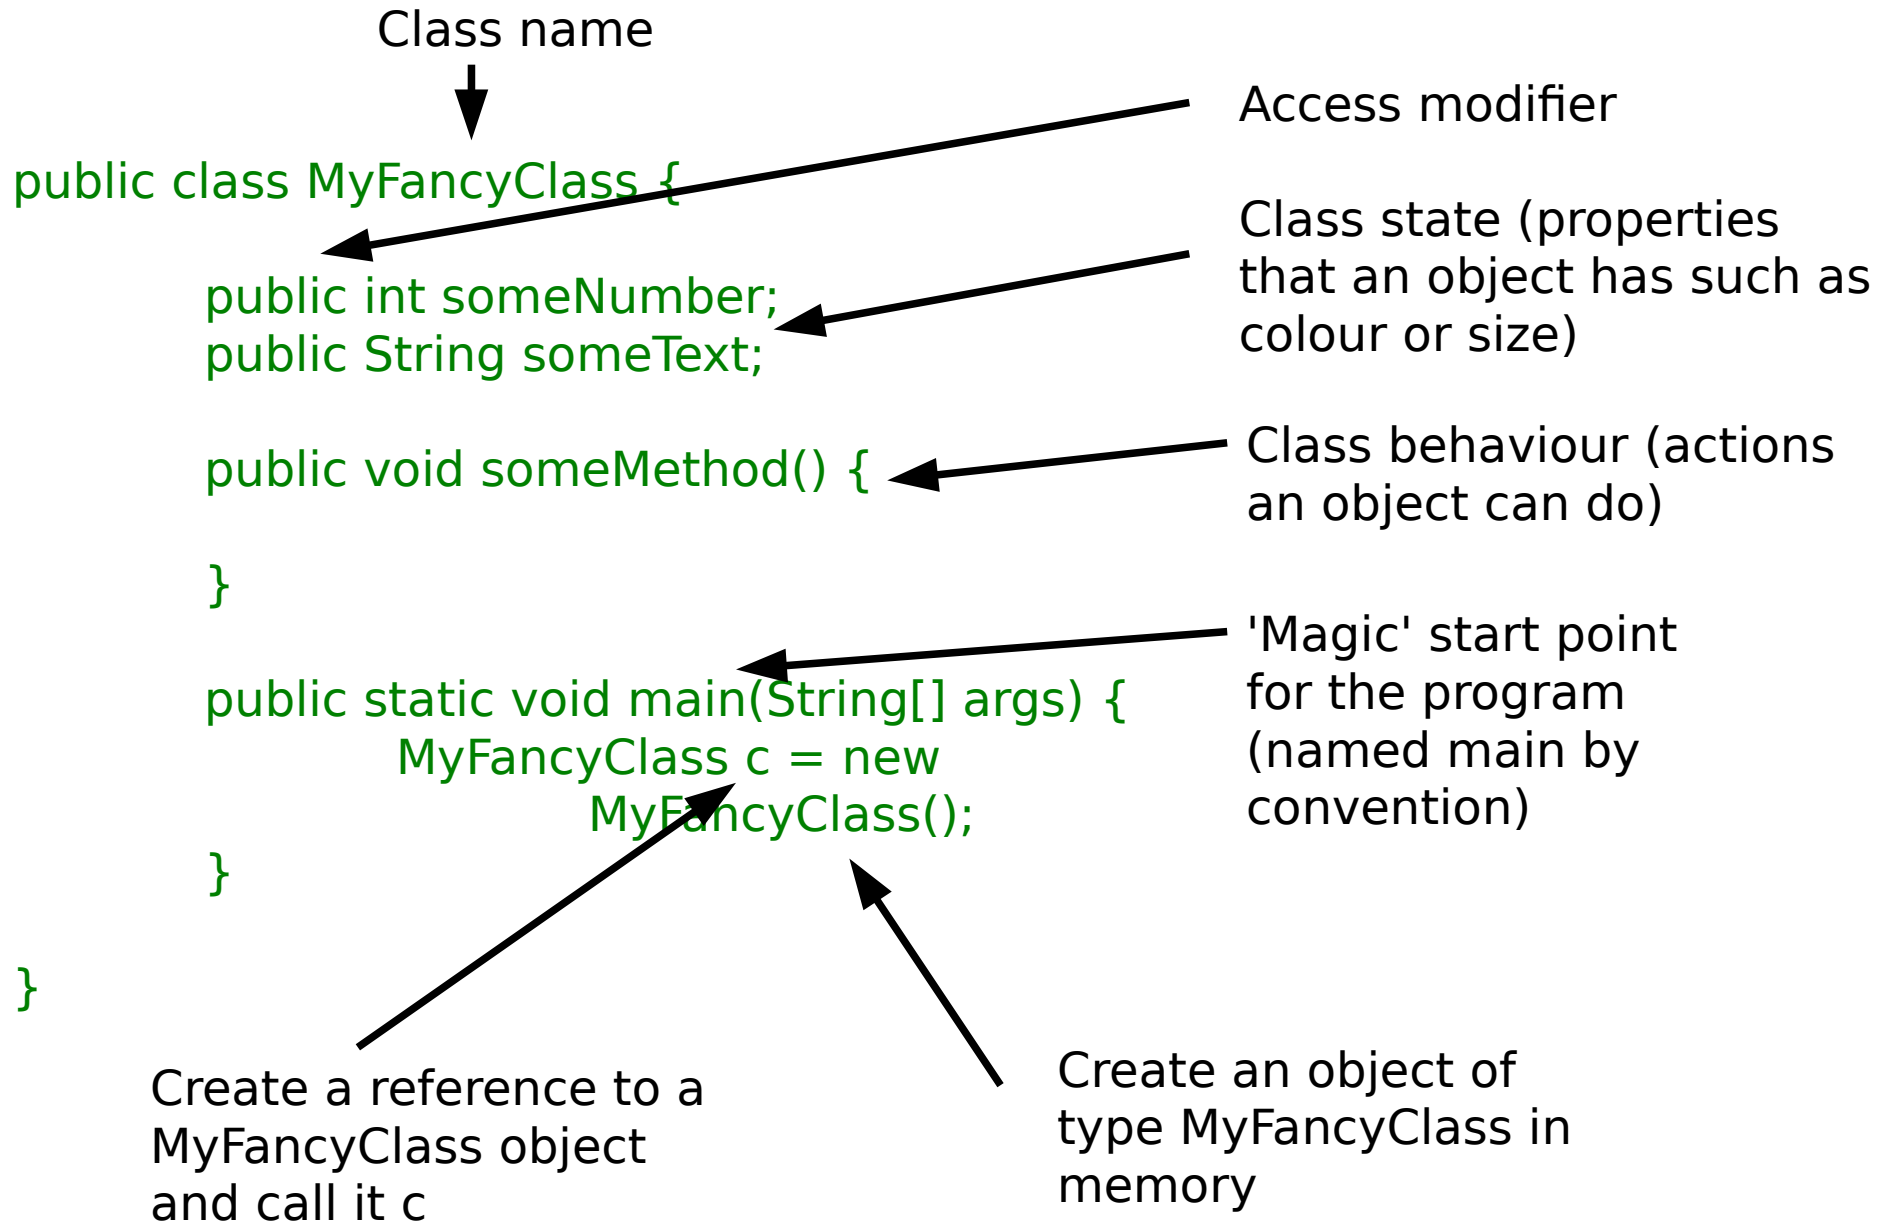 Class name
Access modifier
public class MyFancyClass {
Class state (properties
that an object has such as
colour or size)
public int someNumber;
public String someText;
Class behaviour (actions
an object can do)
public void someMethod() {
}
'Magic' start point
for the program
(named main by
convention)
public static void main(String[] args) {
MyFancyClass c = new
MyFancyClass();
}
}
Create a reference to a
MyFancyClass object
and call it c
Create an object of
type MyFancyClass in
memory